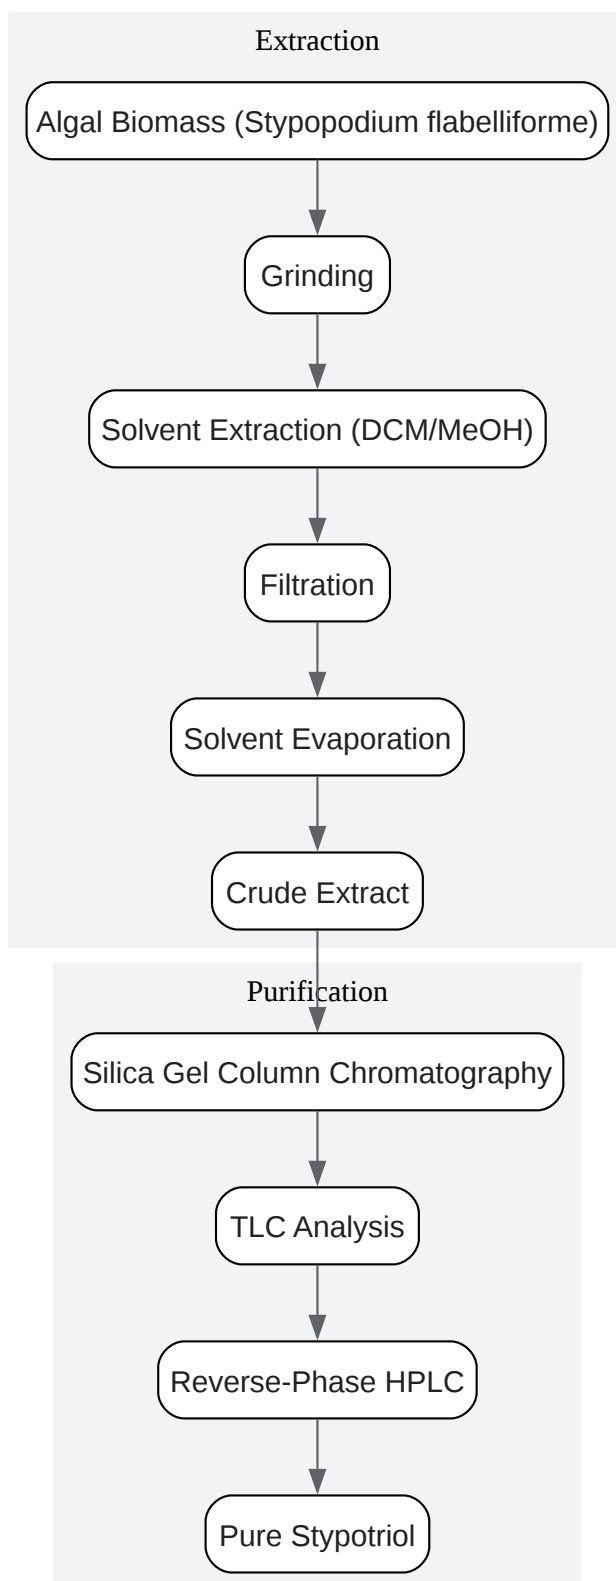 Extraction
Algal Biomass (Stypopodium flabelliforme)
Grinding
Solvent Extraction (DCM/MeOH)
Filtration
Solvent Evaporation
Crude Extract
Purification
Silica Gel Column Chromatography
TLC Analysis
Reverse-Phase HPLC
Pure Stypotriol